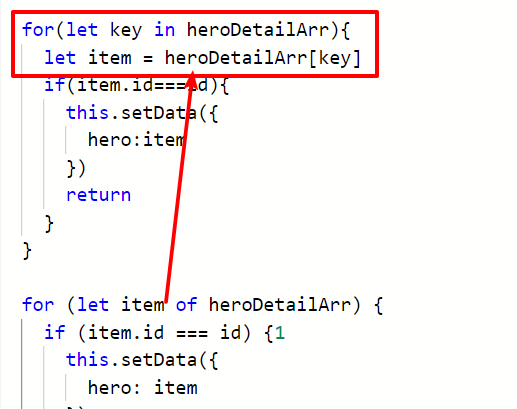 for(let key in heroDetailArr){
let item = heroDetailArr[key]
if(item.id===id){
this.setData({
hero:item
})
return
}
}
for (let item of heroDetailArr) {
if (item.id === id) {1
this.setData({
hero: item
})